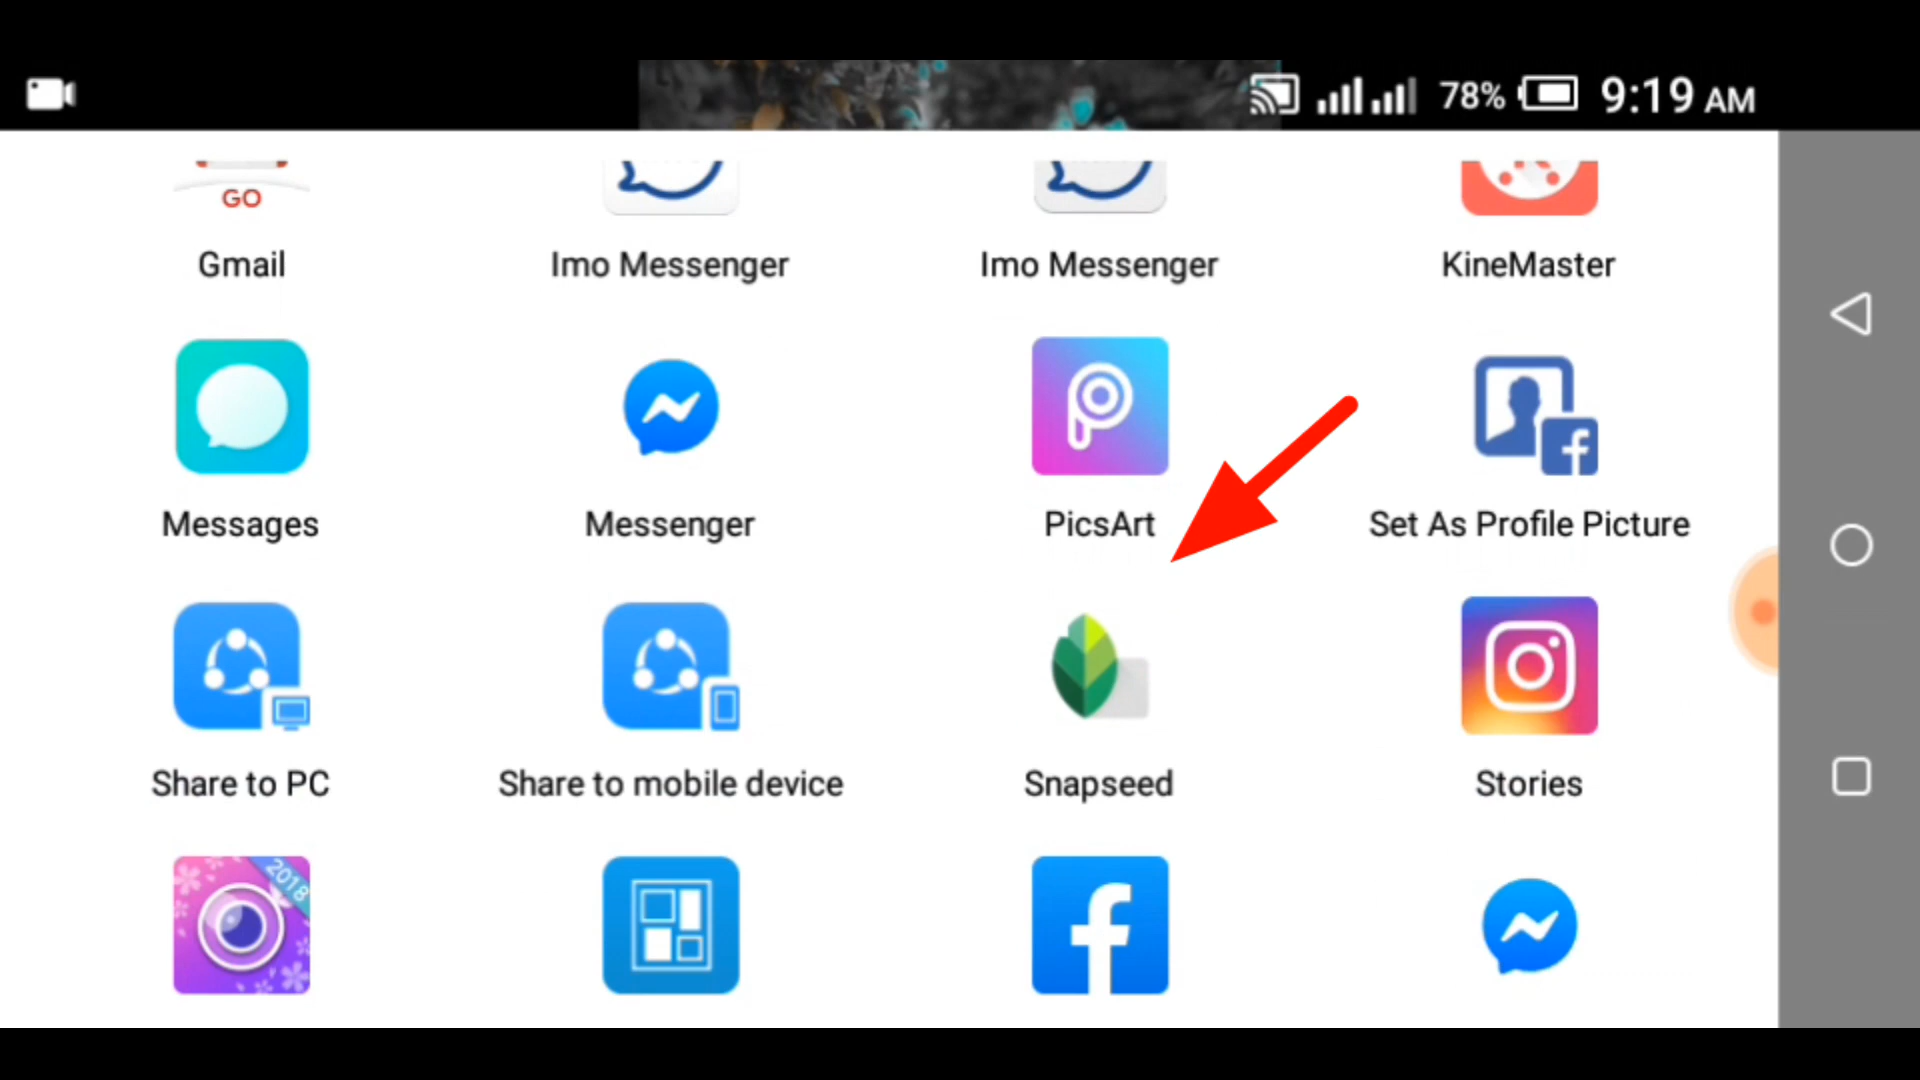 78% 9:19 AM
GO
Gmail
Imo Messenger
Imo Messenger
KineMaster
Messages
Messenger
PicsArt
Set As Profile Picture
Share to PC
Share to mobile device
Snapseed
Stories
2018